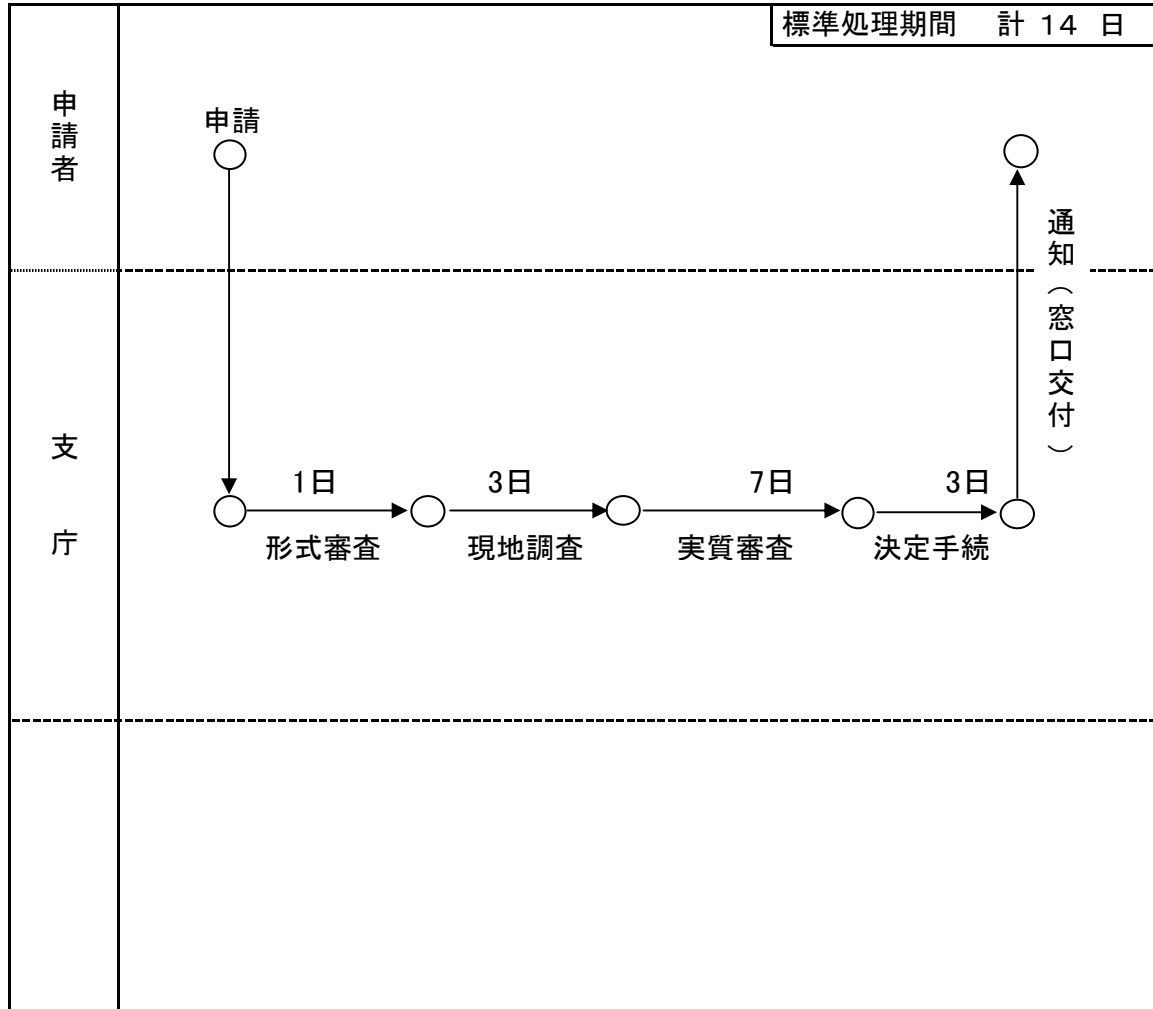 標準処理期間　計 14 日
申請者
申請
通知（窓口交付）
支庁
1日
3日
7日
3日
形式審査
現地調査
実質審査
決定手続